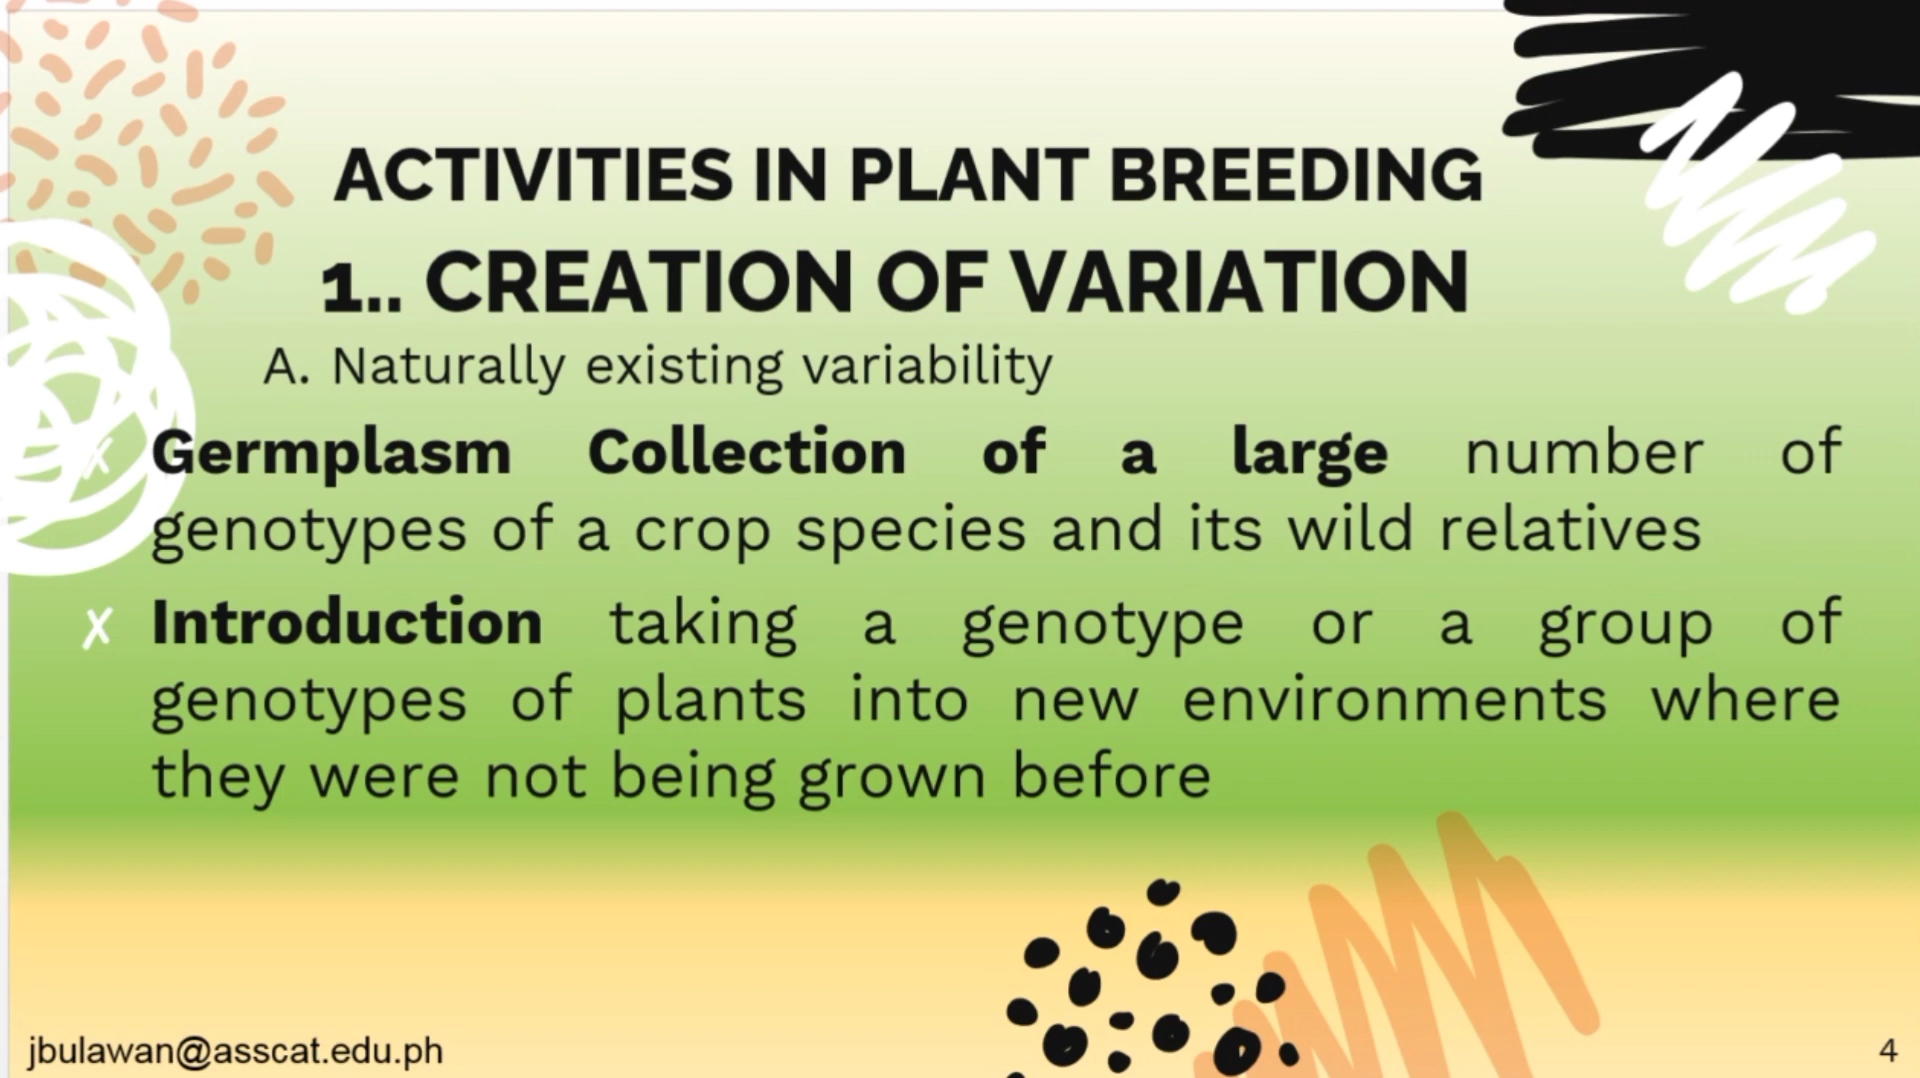 ACTIVITIES IN PLANT BREEDING
1.. CREATION OF VARIATION
A. Naturally existing variability
✗ Germplasm Collection of a large number of
genotypes of a crop species and its wild relatives
✗ Introduction taking a genotype or a group of
genotypes of plants into new environments where
they were not being grown before
jbulawan@asscat.edu.ph
4